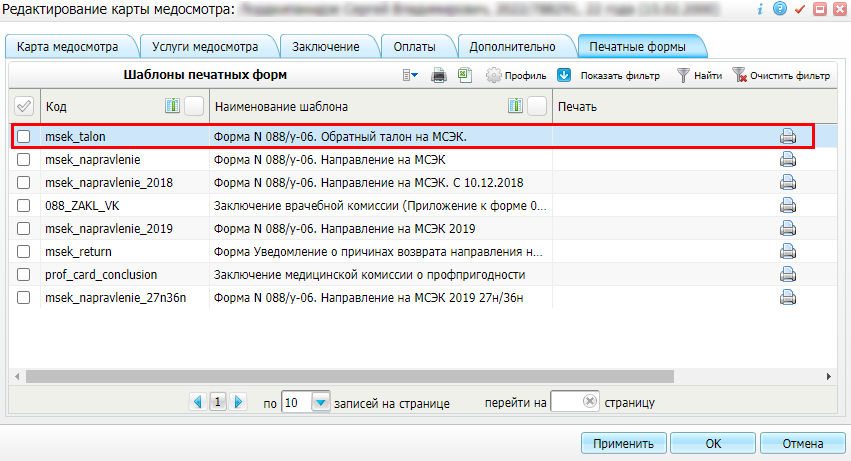 Редактирование карты медосмотра:
Карта медосмотра Услуги медосмотра Заключение Оплаты Дополнительно Печатные формы
Шаблоны печатных форм Профиль Показать фильтр Найти Очистить фильтр
Код Наименование шаблона Печать
msek_talon Форма N 088/у-06. Обратный талон на МСЭК.
msek_napravlenie Форма N 088/у-06. Направление на МСЭК
msek_napravlenie_2018 Форма N 088/у-06. Направление на МСЭК. С 10.12.2018
088_ZAKL_VK Заключение врачебной комиссии (Приложение к форме 0...
msek_napravlenie_2019 Форма N 088/у-06. Направление на МСЭК 2019
msek_return Форма Уведомление о причинах возврата направления н...
prof_card_conclusion Заключение медицинской комиссии о профпригодности
msek_napravlenie_27n36n Форма N 088/у-06. Направление на МСЭК 2019 27н/36н
1 по 10 записей на странице перейти на страницу
Применить OK Отмена